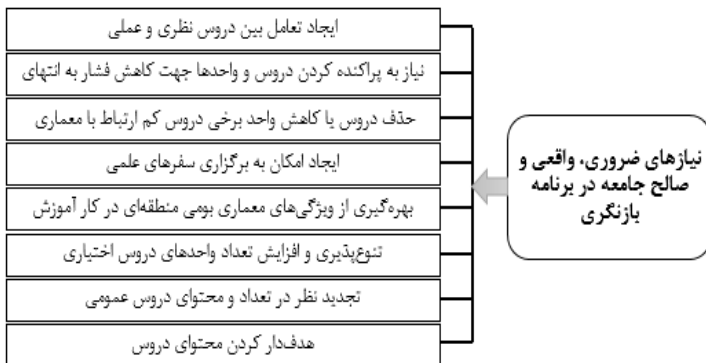 ایجاد تعامل بین دروس نظری و عملی
نیاز به پراکنده کردن دروس و واحدها جهت کاهش فشار به انتهای
حذف دروس یا کاهش واحد برخی دروس کم ارتباط با معماری
ایجاد امکان به برگزاری سفرهای علمی
بهره‌گیری از ویژگی‌های معماری بومی منطقه‌ای در کار آموزش
تنوع‌پذیری و افزایش تعداد واحدهای دروس اختیاری
تجدید نظر در تعداد و محتوای دروس عمومی
هدف‌دار کردن محتوای دروس
نیازهای ضروری، واقعی و
صالح جامعه در برنامه
بازنگری